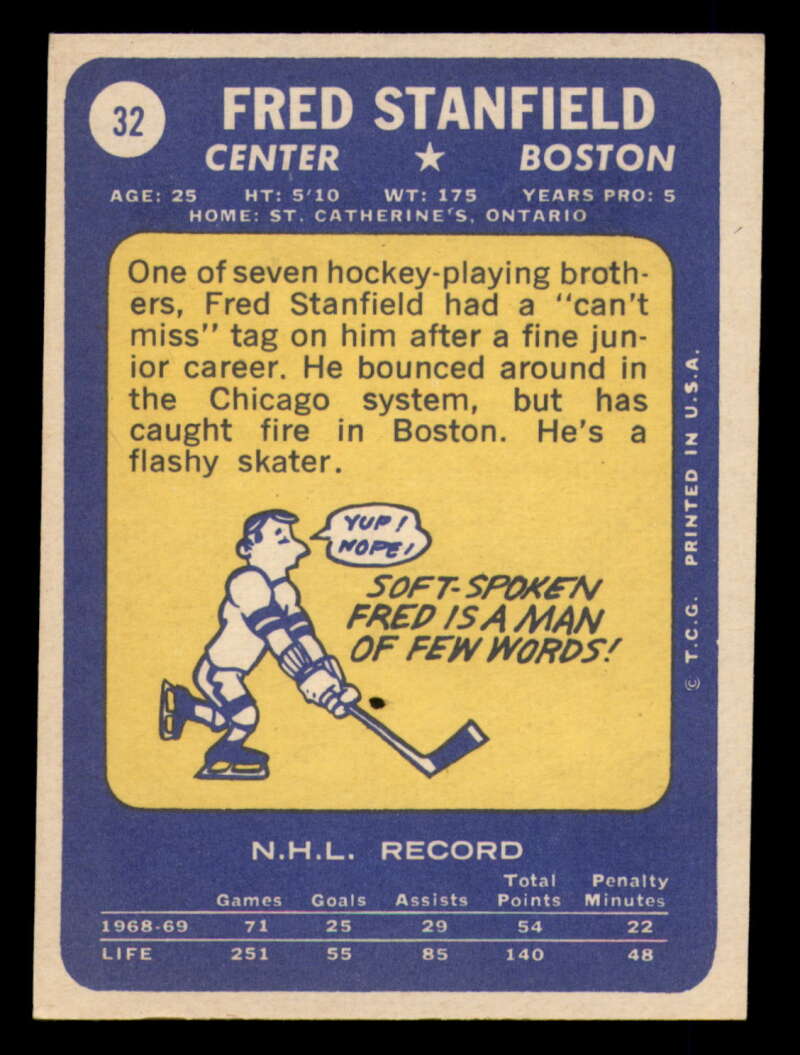 32
FRED STANFIELD
CENTER ★ BOSTON
AGE: 25 HT: 5'10 WT: 175 YEARS PRO: 5
HOME: ST. CATHERINE'S, ONTARIO
One of seven hockey-playing broth-
ers, Fred Stanfield had a "can't
miss" tag on him after a fine jun-
ior career. He bounced around in
the Chicago system, but has
caught fire in Boston. He's a
flashy skater.
YUP!
NOPE!
SOFT-SPOKEN
FRED IS A MAN
OF FEW WORDS!
© T.C.G. PRINTED IN U.S.A.
N.H.L. RECORD
Games Goals Assists Total Points Penalty Minutes
1968-69 71 25 29 54 22
LIFE 251 55 85 140 48